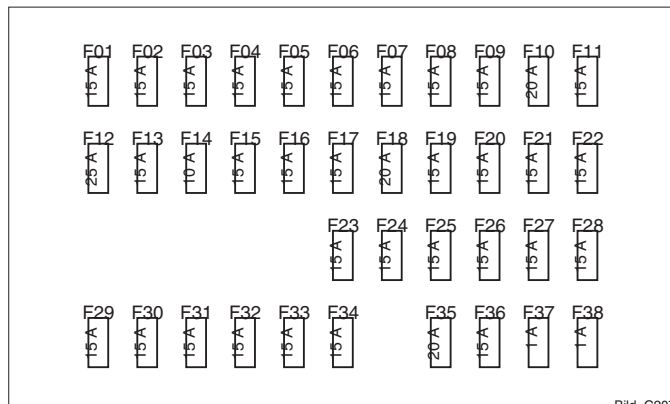 F01 F02 F03 F04 F05 F06 F07 F08 F09 F10 F11
15 A 15 A 15 A 15 A 15 A 15 A 15 A 15 A 15 A 20 A 15 A
F12 F13 F14 F15 F16 F17 F18 F19 F20 F21 F22
25 A 15 A 10 A 15 A 15 A 15 A 20 A 15 A 15 A 15 A 15 A
F23 F24 F25 F26 F27 F28
15 A 15 A 15 A 15 A 15 A 15 A
F29 F30 F31 F32 F33 F34 F35 F36 F37 F38
15 A 15 A 15 A 15 A 15 A 15 A 20 A 15 A 1 A 1 A
Bild